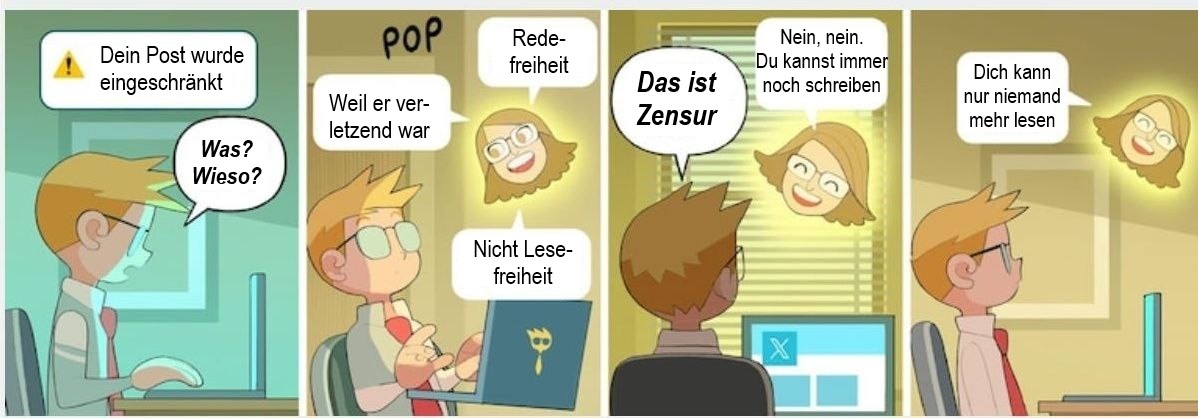 Dein Post wurde
eingeschränkt
Was?
Wieso?
POP
Rede-
freiheit
Weil er ver-
letzend war
Nicht Lese-
freiheit
Das ist
Zensur
Nein, nein.
Du kannst immer
noch schreiben
X
Dich kann
nur niemand
mehr lesen